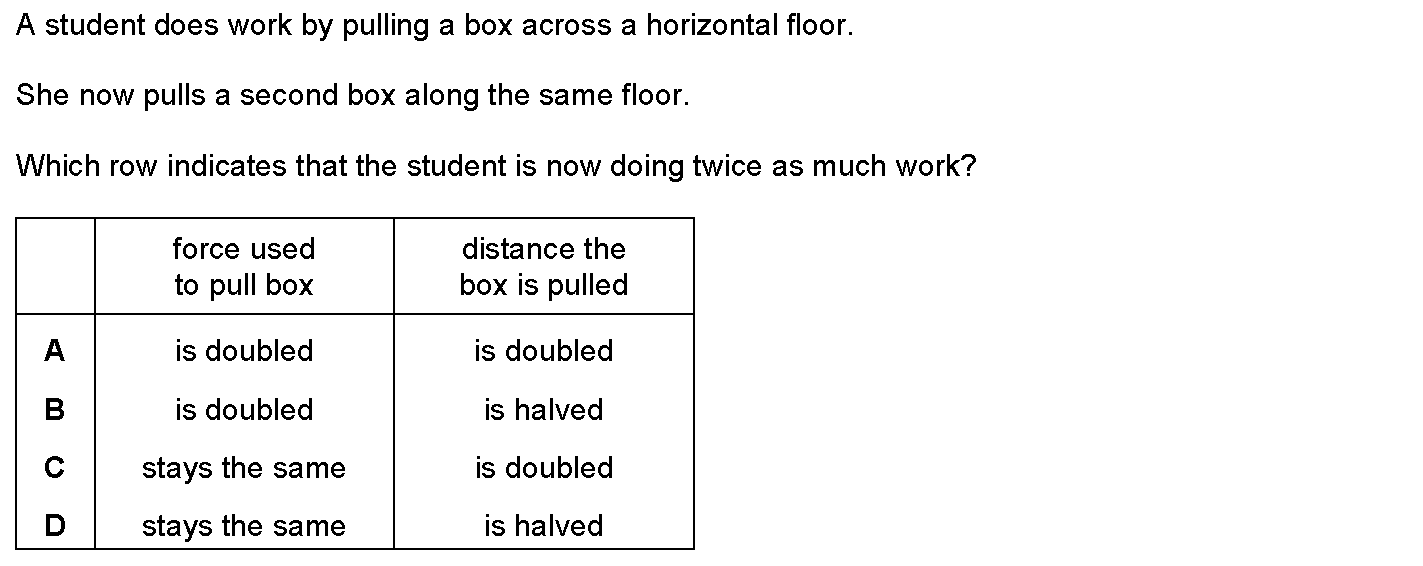 A student does work by pulling a box across a horizontal floor.
She now pulls a second box along the same floor.
Which row indicates that the student is now doing twice as much work?
force used to pull box distance the box is pulled
A is doubled is doubled
B is doubled is halved
C stays the same is doubled
D stays the same is halved